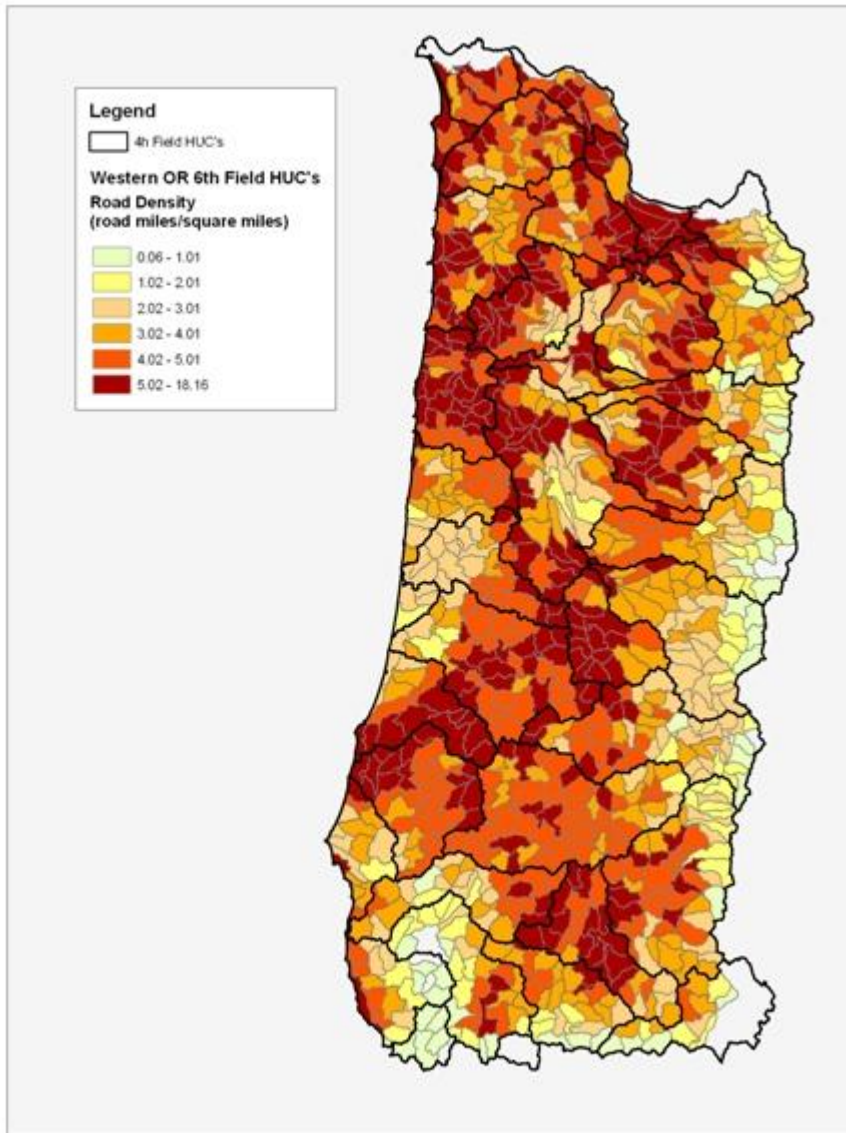 Legend
4h Field HUC's
Western OR 6th Field HUC's
Road Density
(road miles/square miles)
0.06 - 1.01
1.02 - 2.01
2.02 - 3.01
3.02 - 4.01
4.02 - 5.01
5.02 - 18.16